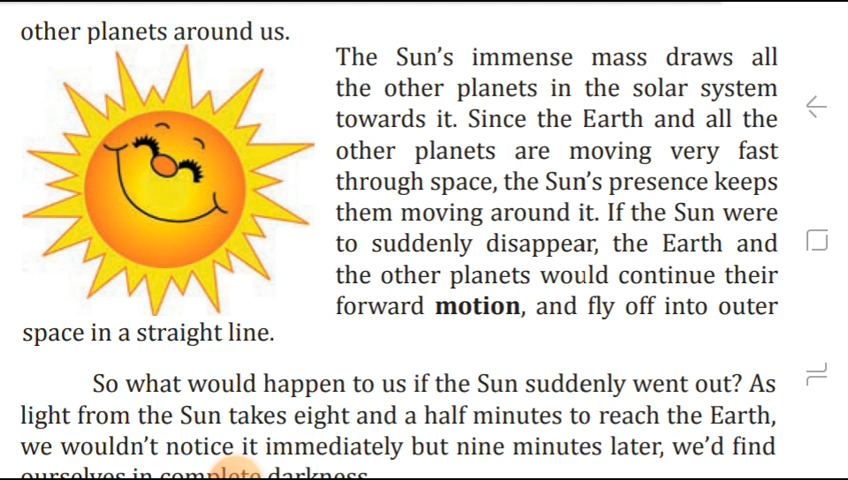 other planets around us.
The Sun’s immense mass draws all
the other planets in the solar system
towards it. Since the Earth and all the
other planets are moving very fast
through space, the Sun’s presence keeps
them moving around it. If the Sun were
to suddenly disappear, the Earth and
the other planets would continue their
forward motion, and fly off into outer
space in a straight line.
So what would happen to us if the Sun suddenly went out? As
light from the Sun takes eight and a half minutes to reach the Earth,
we wouldn’t notice it immediately but nine minutes later, we’d find
ourselves in complete darkness